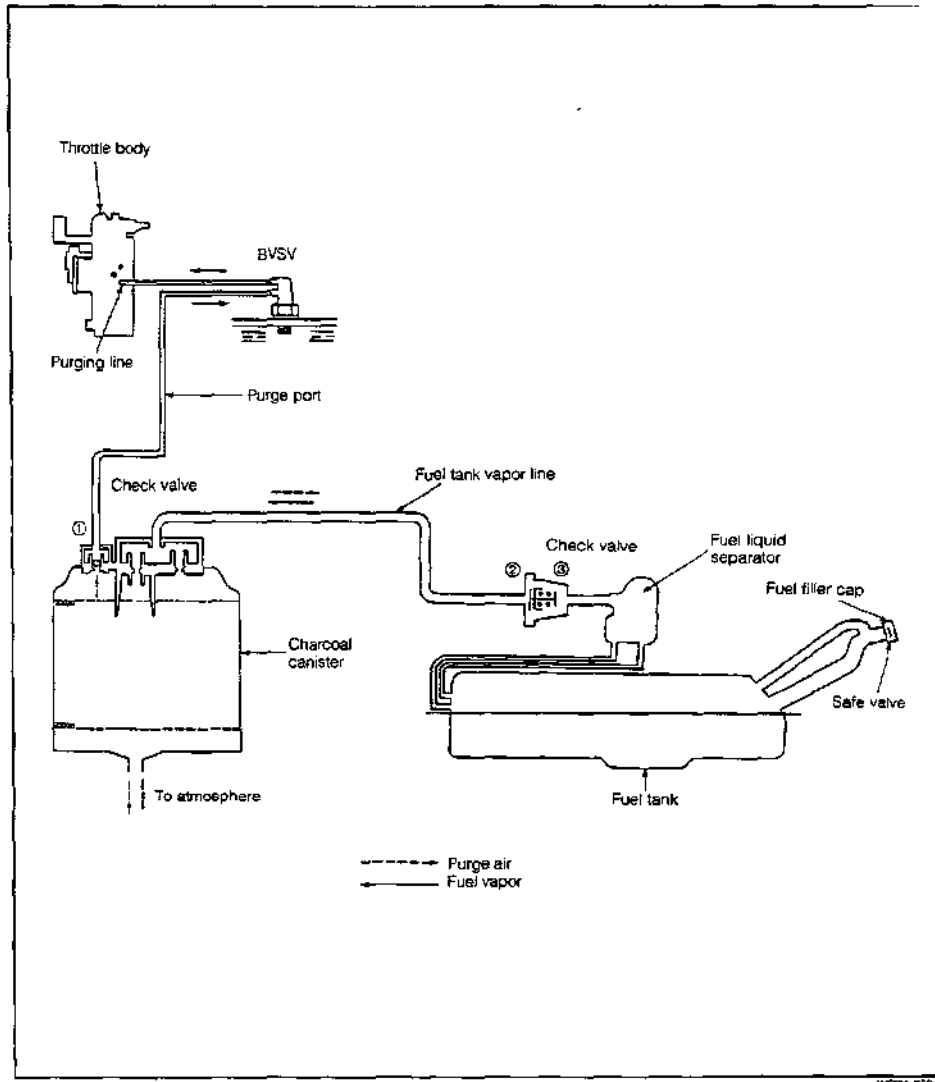 Throttle body
BVSV
Purging line
Purge port
Check valve
①
Fuel tank vapor line
Check valve
② ③
Fuel liquid
separator
Fuel filler cap
Safe valve
Charcoal
canister
To atmosphere
Fuel tank
Purge air
Fuel vapor